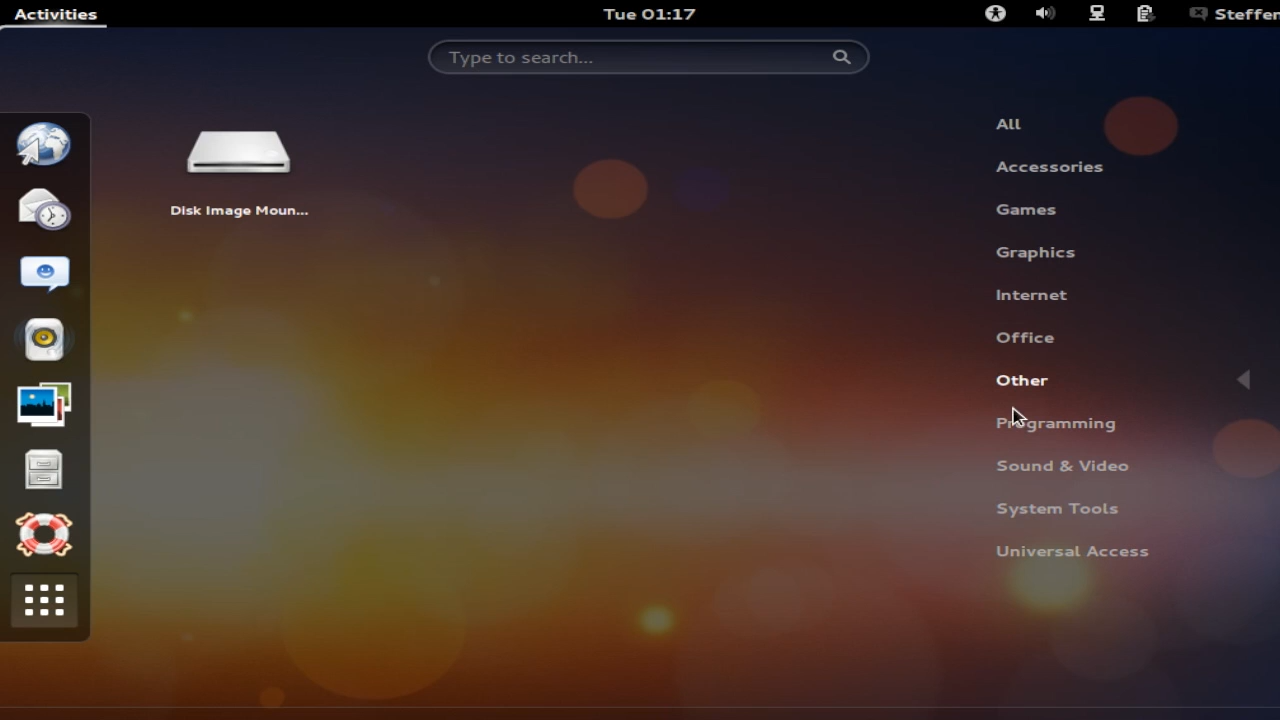 Activities
Tue 01:17
Steffen
Type to search...
Disk Image Moun...
All
Accessories
Games
Graphics
Internet
Office
Other
Programming
Sound & Video
System Tools
Universal Access